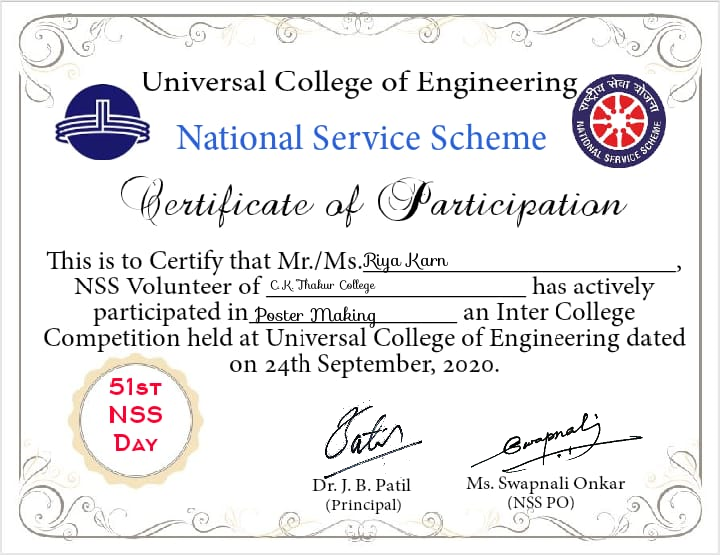 Universal College of Engineering
राष्ट्रीय सेवा योजना
NATIONAL SERVICE SCHEME
National Service Scheme
Certificate of Participation
This is to Certify that Mr./Ms. Riya Karn,
NSS Volunteer of C.K. Thakur College has actively
participated in Poster Making an Inter College
Competition held at Universal College of Engineering dated
on 24th September, 2020.
51st
NSS
Day
Patil
Swapnali
Dr. J. B. Patil
(Principal)
Ms. Swapnali Onkar
(NSS PO)